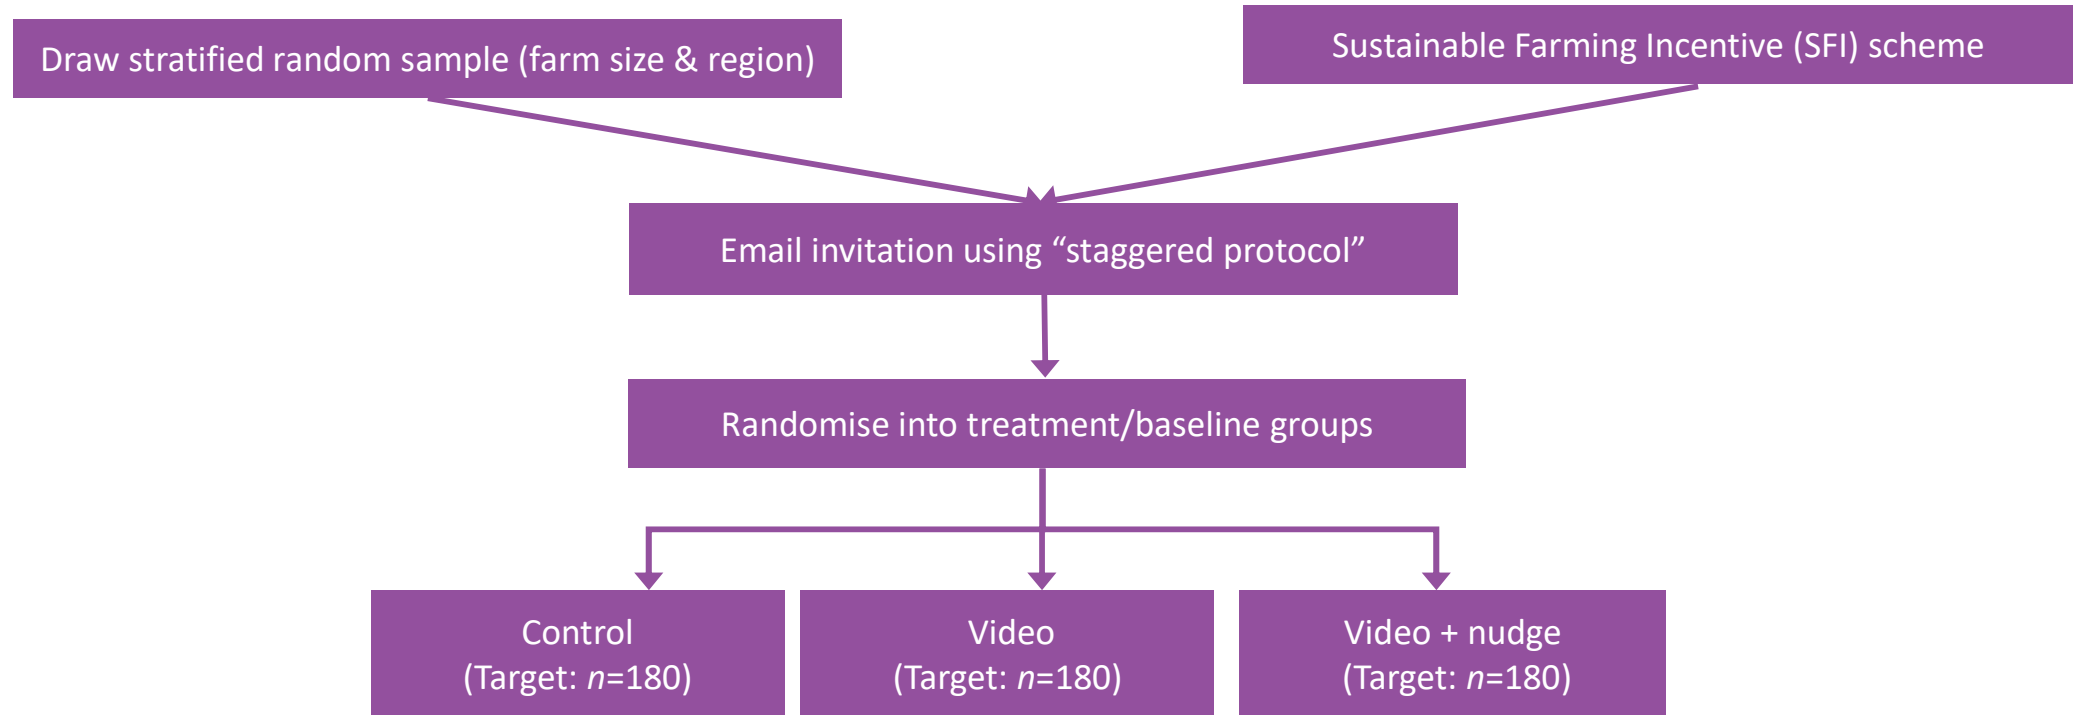 Draw stratified random sample (farm size & region)
Sustainable Farming Incentive (SFI) scheme
Email invitation using “staggered protocol”
Randomise into treatment/baseline groups
Control
(Target: n=180)
Video
(Target: n=180)
Video + nudge
(Target: n=180)